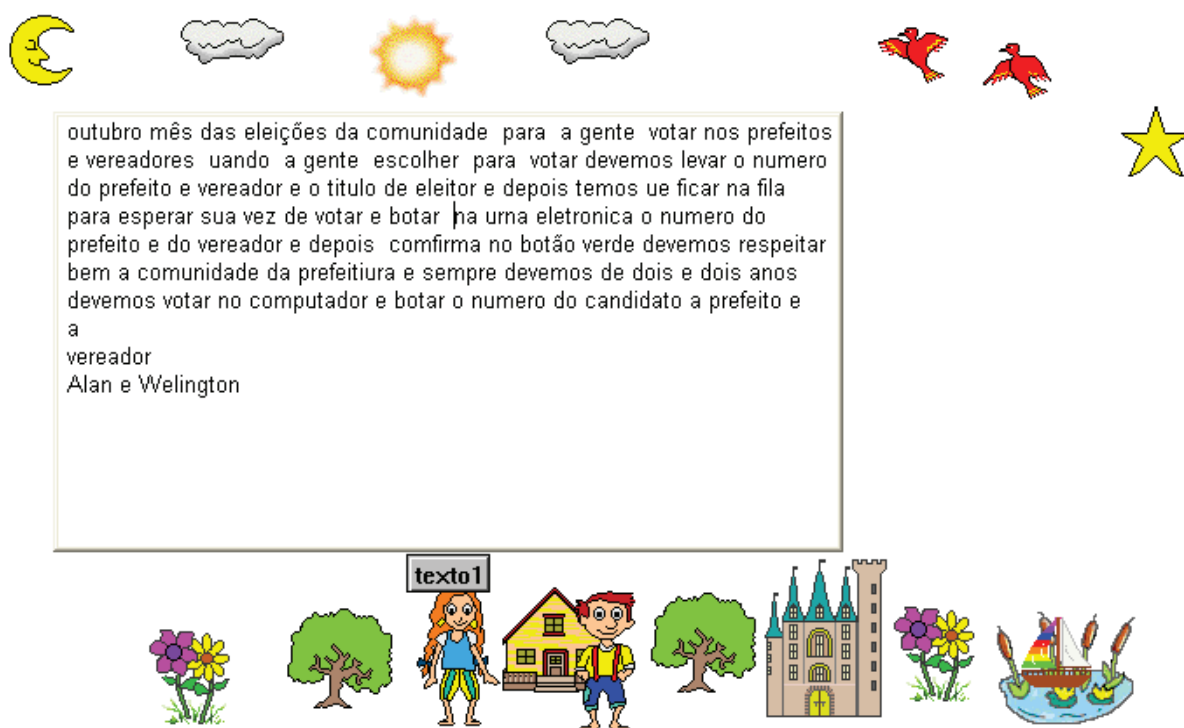 outubro mês das eleições da comunidade  para  a gente  votar nos prefeitos
e vereadores  uando  a gente  escolher  para  votar devemos levar o numero
do prefeito e vereador e o titulo de eleitor e depois temos ue ficar na fila
para esperar sua vez de votar e botar  na urna eletronica o numero do
prefeito e do vereador e depois  comfirma no botão verde devemos respeitar
bem a comunidade da prefeitiura e sempre devemos de dois e dois anos
devemos votar no computador e botar o numero do candidato a prefeito e
a
vereador
Alan e Welington
texto1